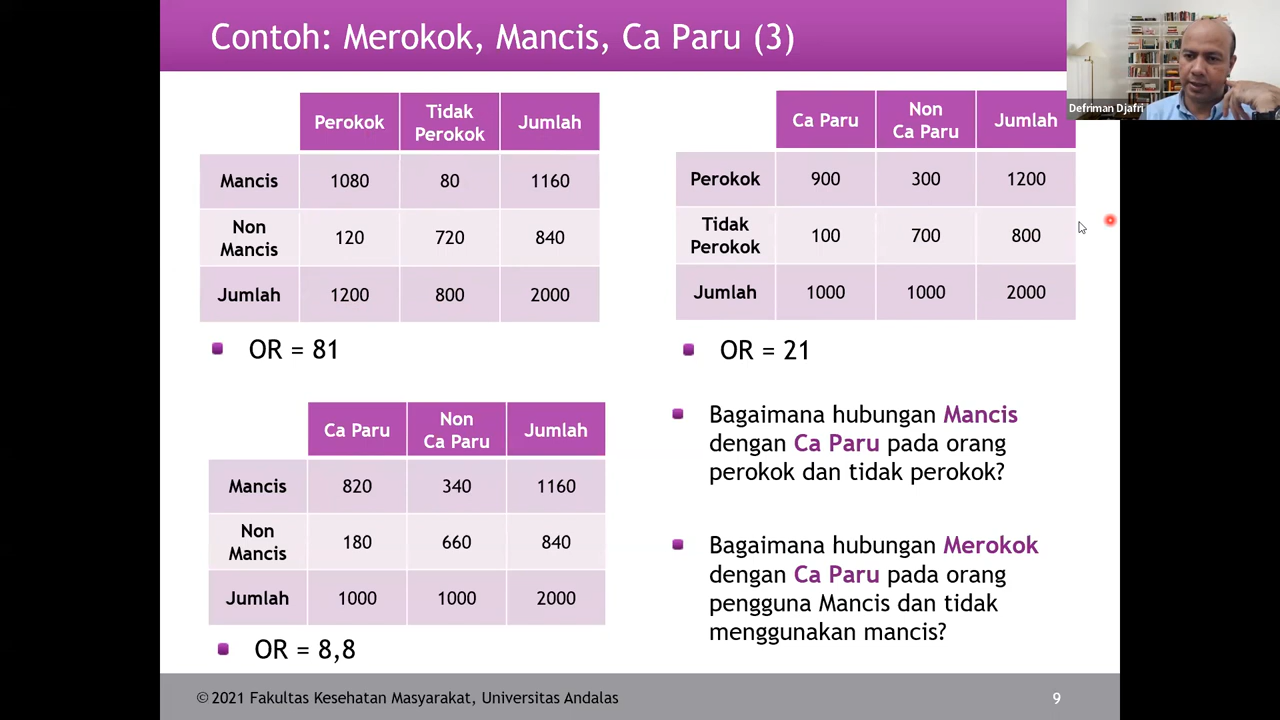 Contoh: Merokok, Mancis, Ca Paru (3)
Defriman Djafri
Perokok Tidak Perokok Jumlah
Mancis 1080 80 1160
Non Mancis 120 720 840
Jumlah 1200 800 2000
OR = 81
Ca Paru Non Ca Paru Jumlah
Perokok 900 300 1200
Tidak Perokok 100 700 800
Jumlah 1000 1000 2000
OR = 21
Ca Paru Non Ca Paru Jumlah
Mancis 820 340 1160
Non Mancis 180 660 840
Jumlah 1000 1000 2000
OR = 8,8
Bagaimana hubungan Mancis
dengan Ca Paru pada orang
perokok dan tidak perokok?
Bagaimana hubungan Merokok
dengan Ca Paru pada orang
pengguna Mancis dan tidak
menggunakan mancis?
© 2021 Fakultas Kesehatan Masyarakat, Universitas Andalas
9